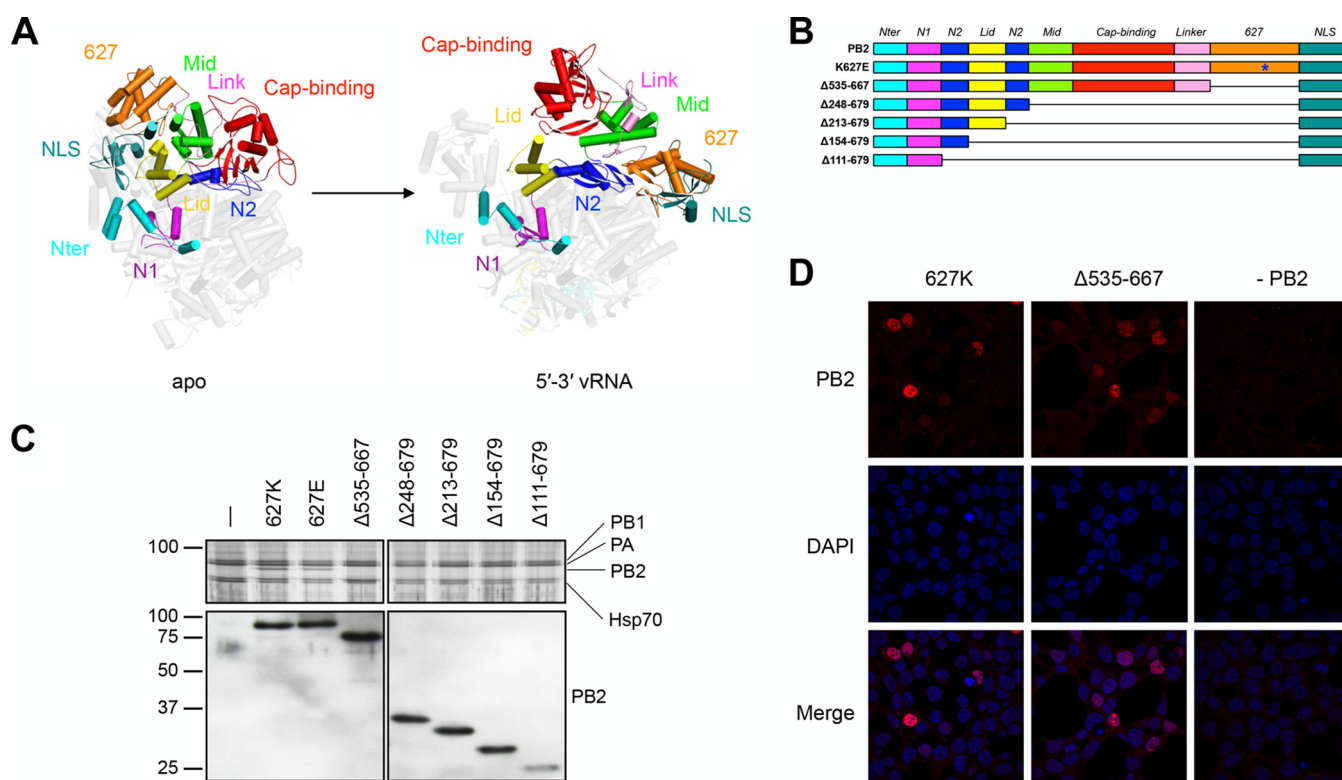 A
627
Mid
Link
Cap-binding
NLS
Lid
N2
Nter
N1
apo
Cap-binding
Link
Mid
Lid
627
N2
NLS
Nter
N1
5′-3′ vRNA
B
Nter N1 N2 Lid N2 Mid Cap-binding Linker 627 NLS
PB2
K627E *
Δ535-667
Δ248-679
Δ213-679
Δ154-679
Δ111-679
C
— 627K 627E Δ535-667 Δ248-679 Δ213-679 Δ154-679 Δ111-679
100
PB1
PA
PB2
Hsp70
100
75
50
37
25
PB2
D
627K Δ535-667 - PB2
PB2
DAPI
Merge